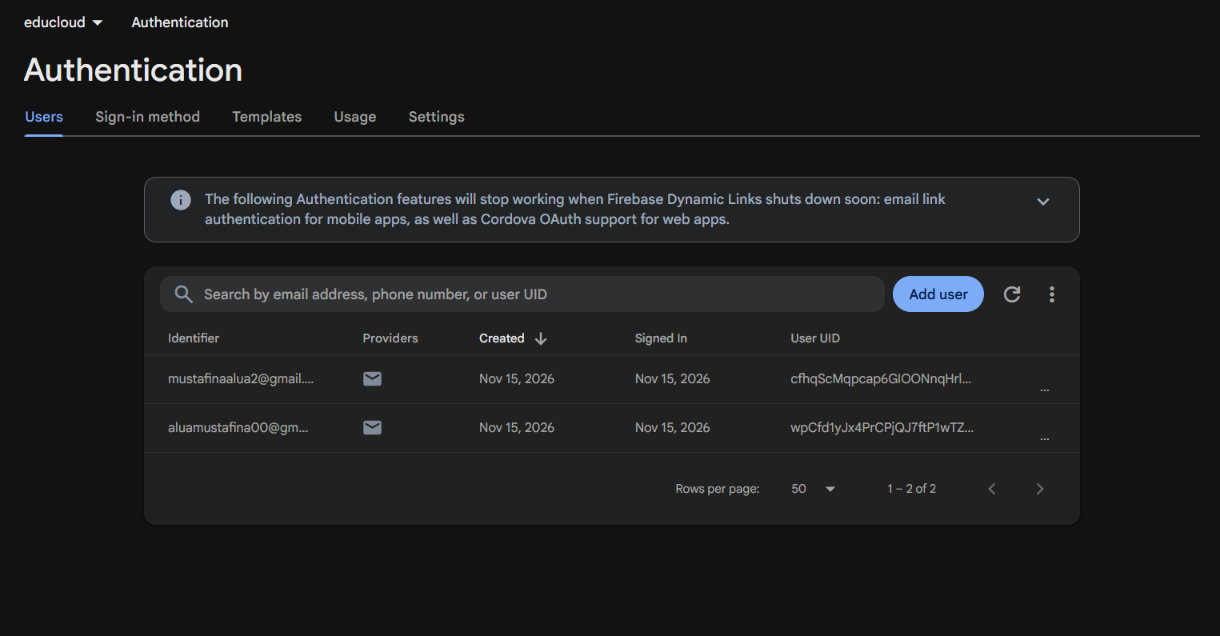 educloud Authentication
Authentication
Users Sign-in method Templates Usage Settings
The following Authentication features will stop working when Firebase Dynamic Links shuts down soon: email link
authentication for mobile apps, as well as Cordova OAuth support for web apps.
Search by email address, phone number, or user UID Add user
Identifier Providers Created Signed In User UID
mustafinaalua2@gmail.... Nov 15, 2026 Nov 15, 2026 cfhqScMqpcap6GIOONnqHrl...
aluamustafina00@gm... Nov 15, 2026 Nov 15, 2026 wpCfd1yJx4PrCPjQJ7ftP1wTZ...
Rows per page: 50 1 – 2 of 2